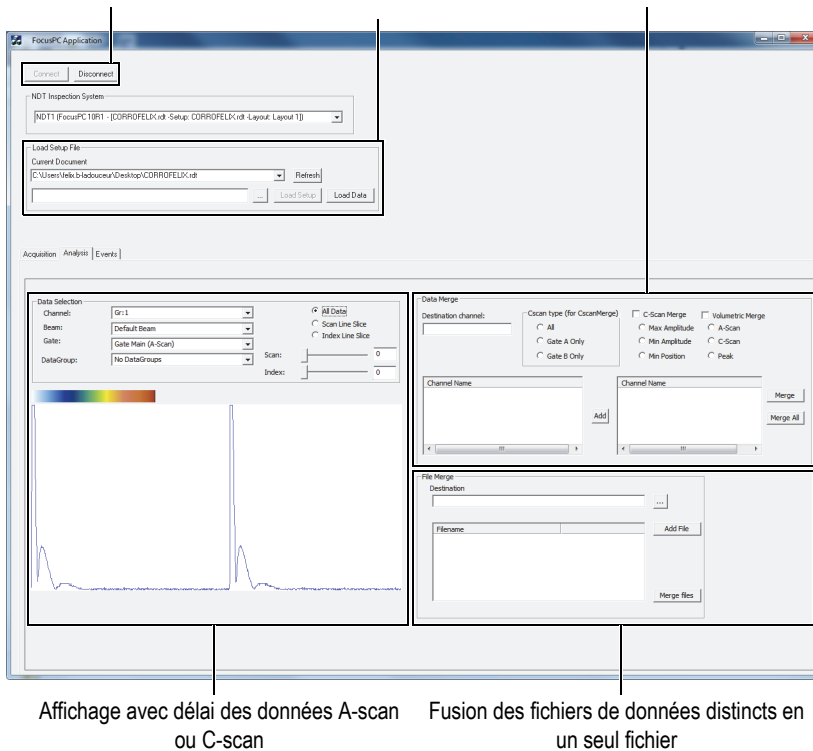 FocusPC Application
Connect Disconnect
NDT Inspection System
NDT1 (FocusPC10R1 - [CORROFELIX.rdt -Setup: CORROFELIX.rdt -Layout: Layout 1])
Load Setup File
Current Document
C:\Users\felix.b-ladouceur\Desktop\CORROFELIX.rdt Refresh
... Load Setup Load Data
Acquisition Analysis Events
Data Selection
Channel: Gr:1
Beam: Default Beam
Gate: Gate Main (A-Scan)
DataGroup: No DataGroups
All Data
Scan Line Slice
Index Line Slice
Scan: 0
Index: 0
Data Merge
Destination channel:
Cscan type (for CscanMerge)
All
Gate A Only
Gate B Only
C-Scan Merge
Max Amplitude
Min Amplitude
Min Position
Volumetric Merge
A-Scan
C-Scan
Peak
Channel Name
Add
Channel Name
Merge
Merge All
File Merge
Destination
...
Filename
Add File
Merge files
Affichage avec délai des données A-scan
ou C-scan
Fusion des fichiers de données distincts en
un seul fichier